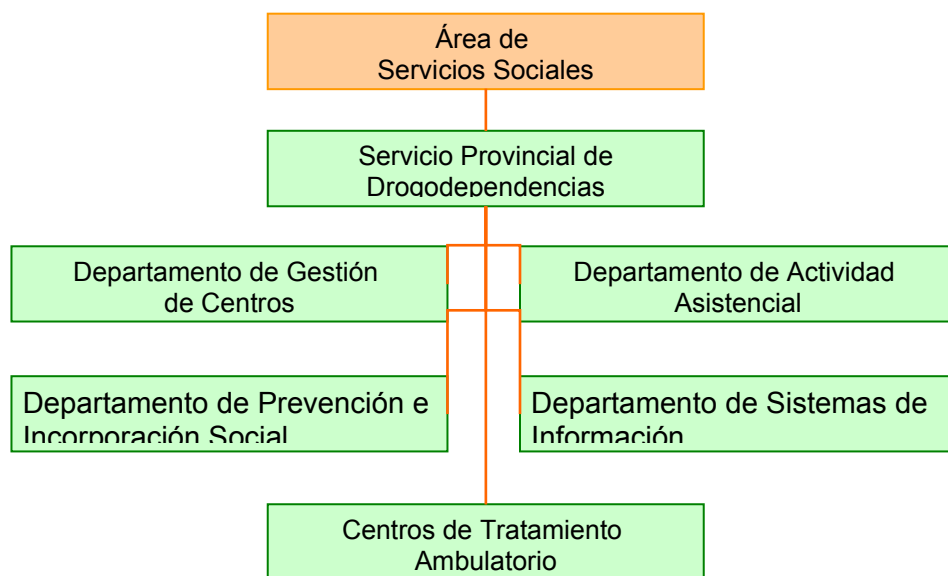 Área de
Servicios Sociales
Servicio Provincial de
Drogodependencias
Departamento de Gestión
de Centros
Departamento de Actividad
Asistencial
Departamento de Prevención e
Incorporación Social
Departamento de Sistemas de
Información
Centros de Tratamiento
Ambulatorio